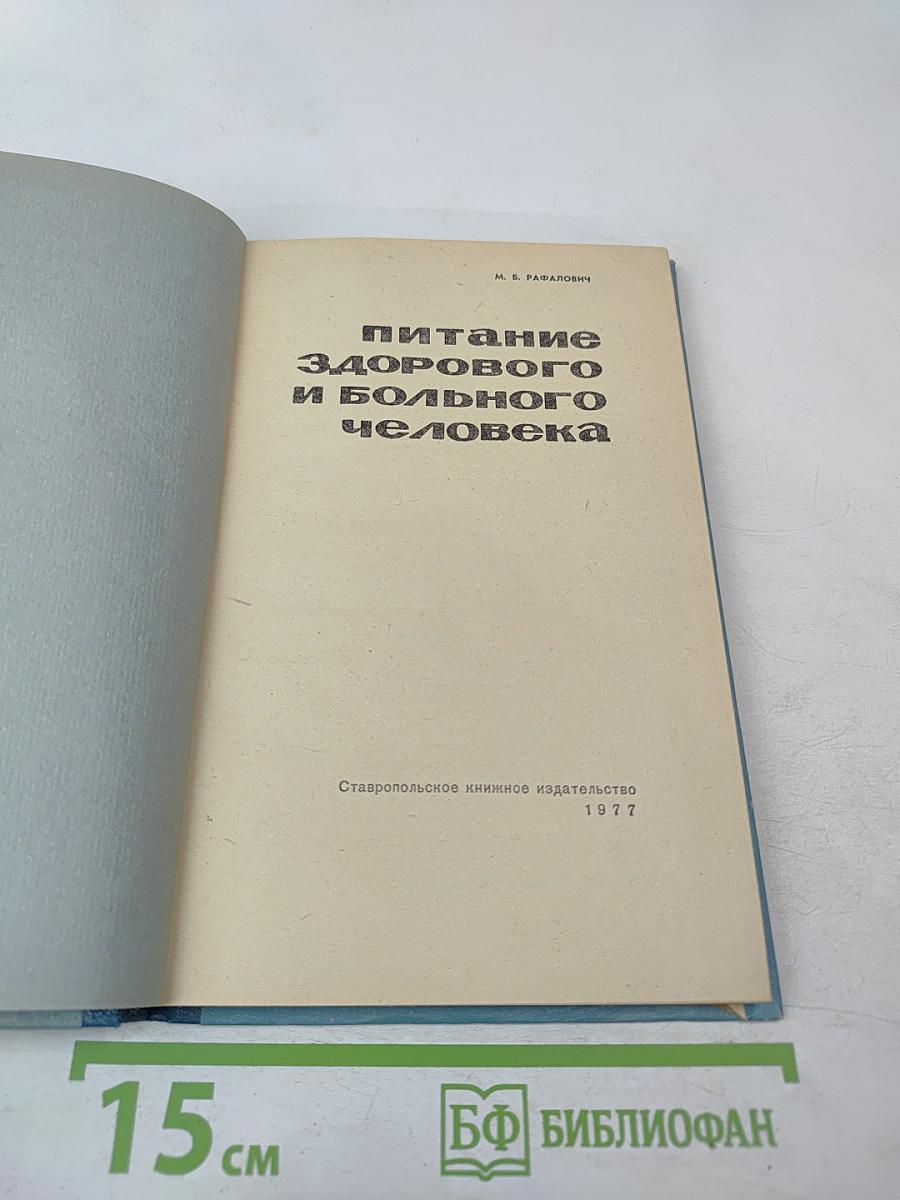 М. Б. РАФАЛОВИЧ
питание
здорового
и больного
человека
Ставропольское книжное издательство
1977
15 см
БФ БИБЛИОФАН